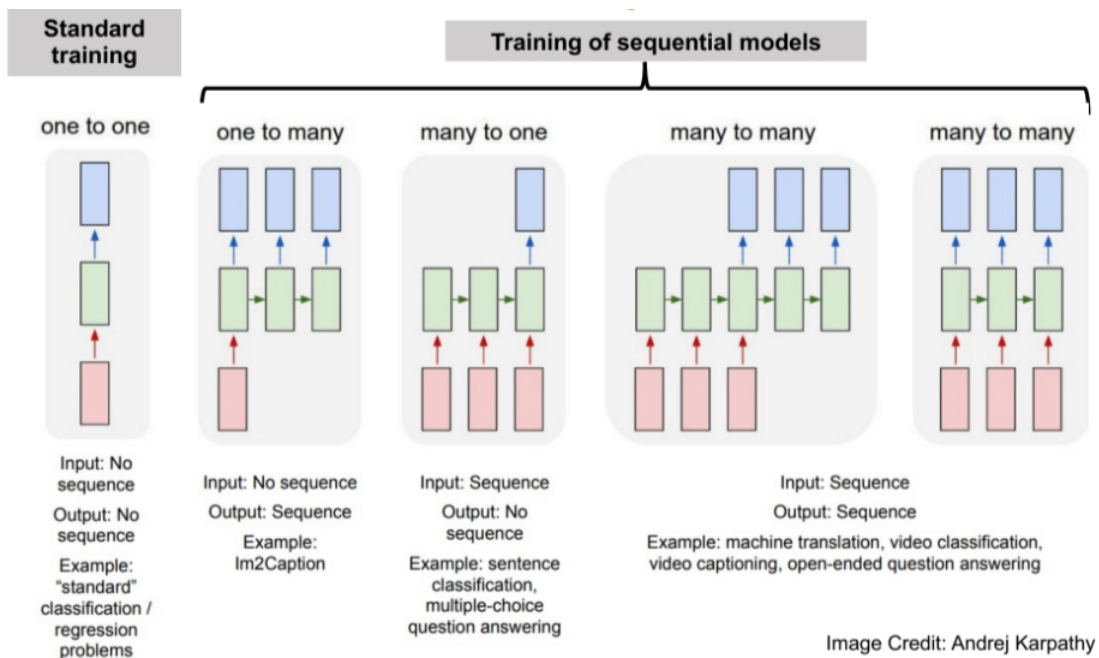 Standard
training
Training of sequential models
one to one
one to many
many to one
many to many
many to many
Input: No
sequence
Output: No
sequence
Example:
"standard"
classification /
regression
problems
Input: No sequence
Output: Sequence
Example:
Im2Caption
Input: Sequence
Output: No
sequence
Example: sentence
classification,
multiple-choice
question answering
Input: Sequence
Output: Sequence
Example: machine translation, video classification,
video captioning, open-ended question answering
Image Credit: Andrej Karpathy